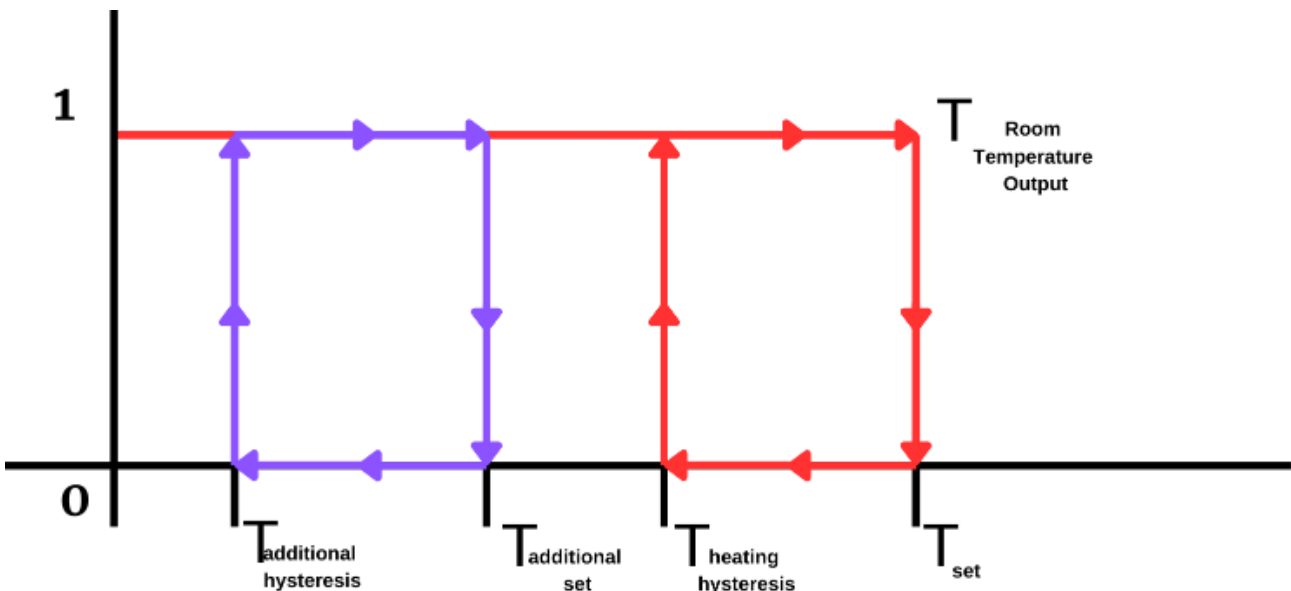 1
T Room
Temperature
Output
0
T additional
hysteresis
T additional
set
T heating
hysteresis
T set